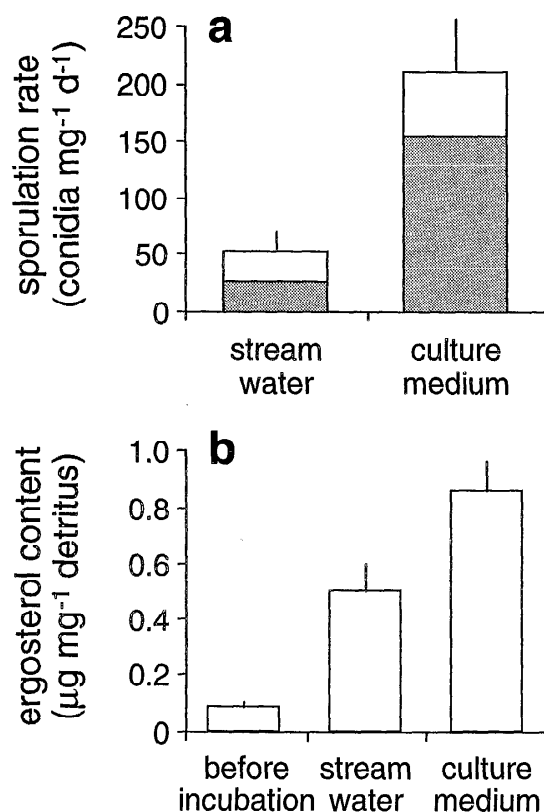 a
sporulation rate
(conidia mg⁻¹ d⁻¹)
250
200
150
100
50
0
stream
water
culture
medium
b
ergosterol content
(µg mg⁻¹ detritus)
1.0
0.8
0.6
0.4
0.2
0
before
incubation
stream
water
culture
medium